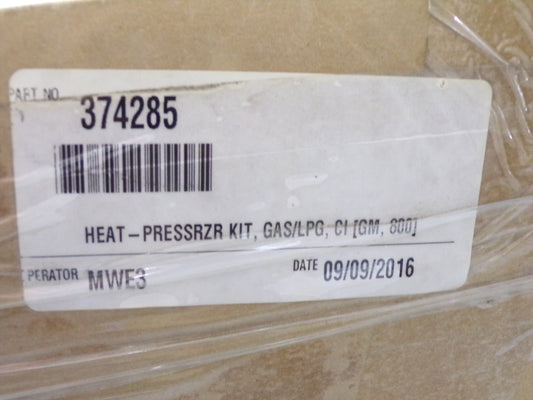 PART NO
374285
HEAT-PRESSRZR KIT, GAS/LPG, CI [GM, 800]
OPERATOR MWE3 DATE 09/09/2016